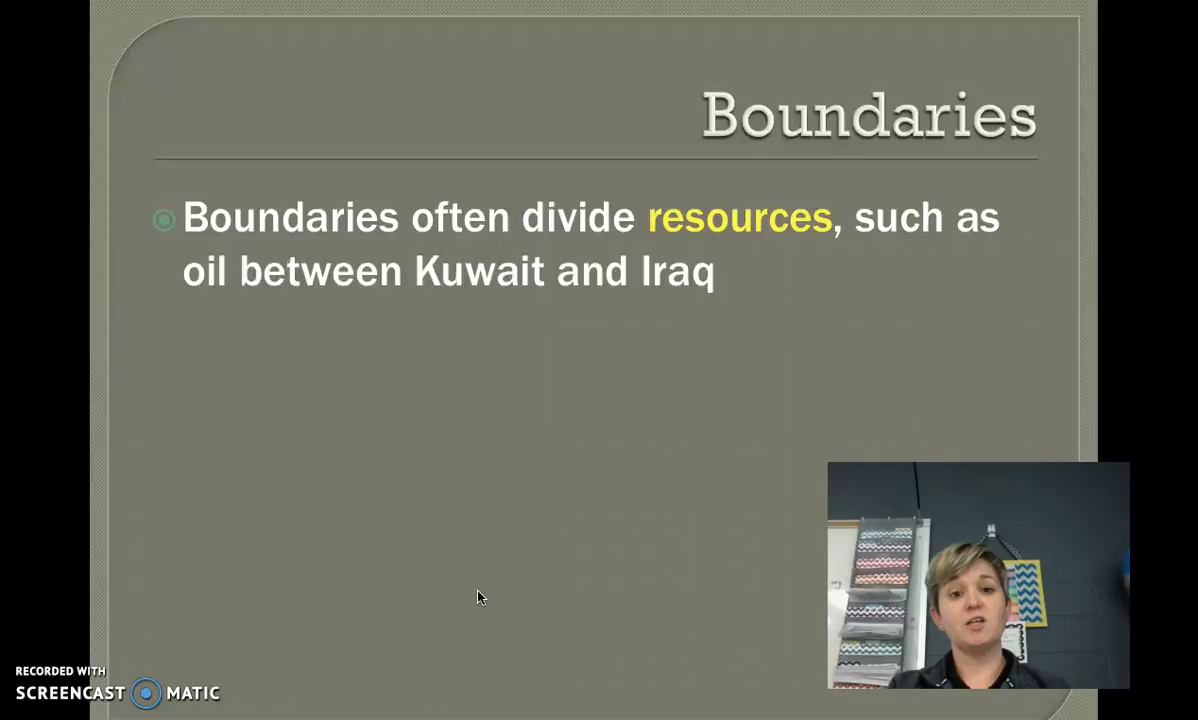 Boundaries
Boundaries often divide resources, such as
oil between Kuwait and Iraq
RECORDED WITH
SCREENCAST MATIC